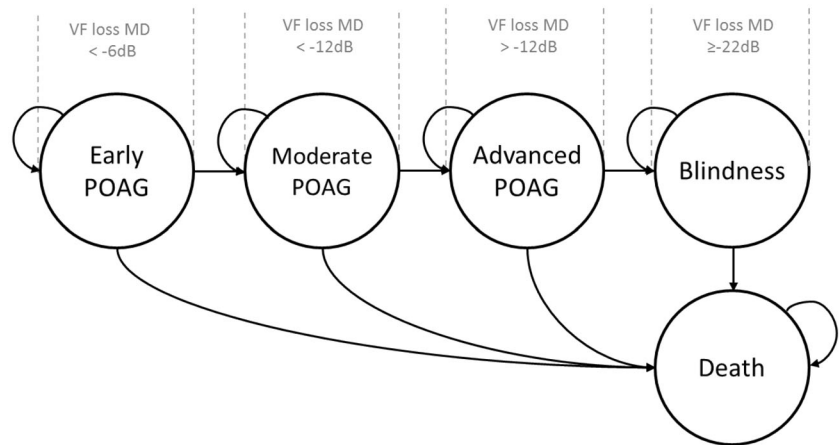 VF loss MD
< -6dB
VF loss MD
< -12dB
VF loss MD
> -12dB
VF loss MD
≥-22dB
Early
POAG
Moderate
POAG
Advanced
POAG
Blindness
Death